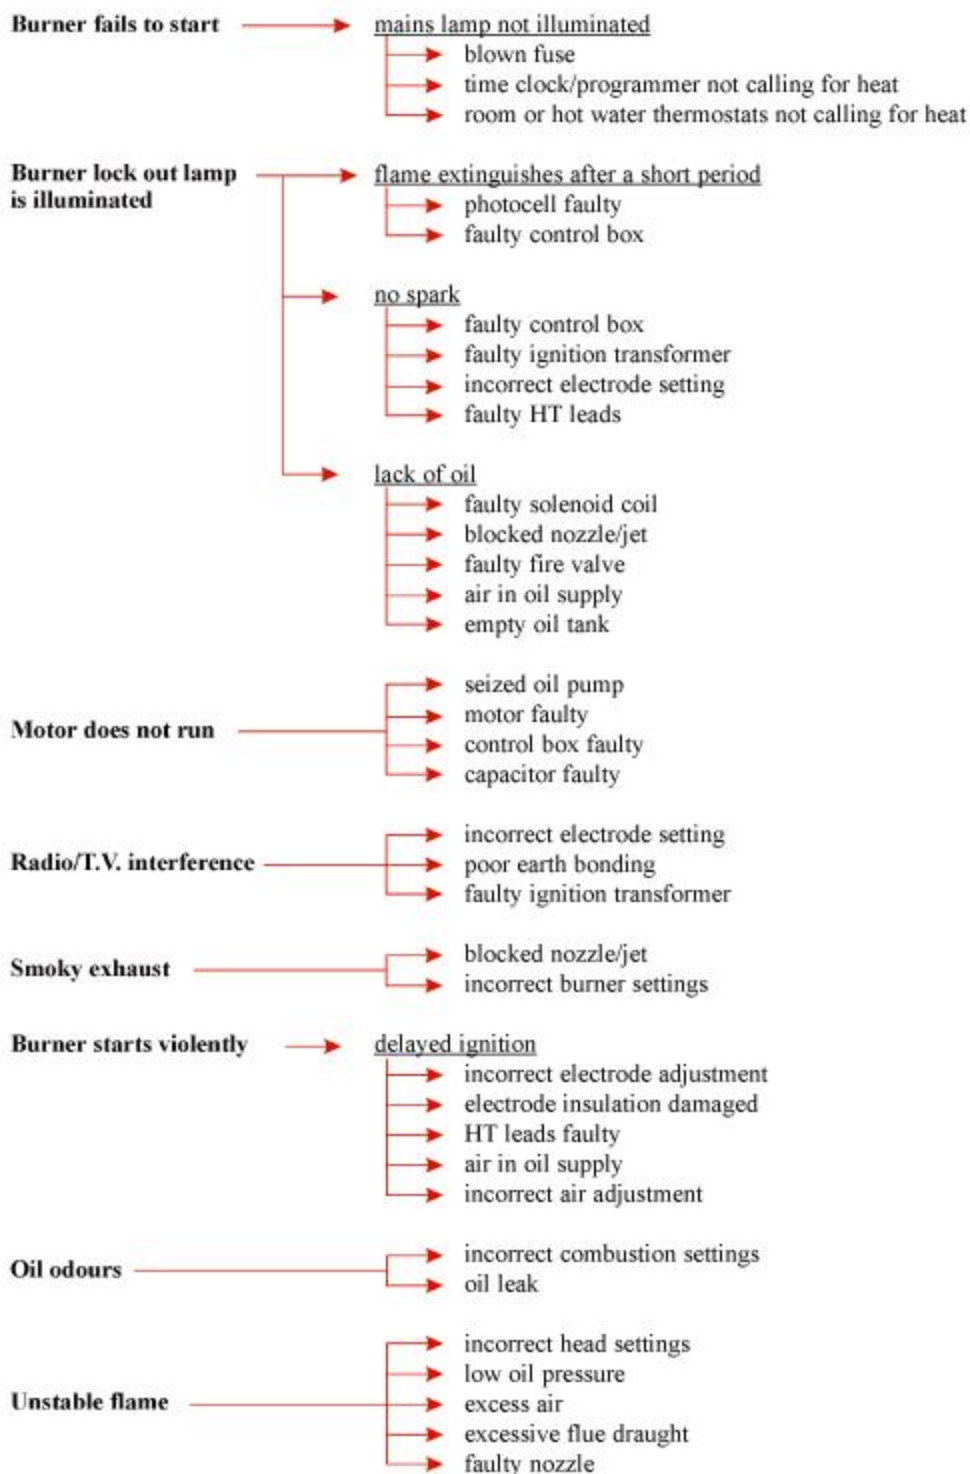 Burner fails to start
mains lamp not illuminated
blown fuse
time clock/programmer not calling for heat
room or hot water thermostats not calling for heat
Burner lock out lamp
is illuminated
flame extinguishes after a short period
photocell faulty
faulty control box
no spark
faulty control box
faulty ignition transformer
incorrect electrode setting
faulty HT leads
lack of oil
faulty solenoid coil
blocked nozzle/jet
faulty fire valve
air in oil supply
empty oil tank
Motor does not run
seized oil pump
motor faulty
control box faulty
capacitor faulty
Radio/T.V. interference
incorrect electrode setting
poor earth bonding
faulty ignition transformer
Smoky exhaust
blocked nozzle/jet
incorrect burner settings
Burner starts violently
delayed ignition
incorrect electrode adjustment
electrode insulation damaged
HT leads faulty
air in oil supply
incorrect air adjustment
Oil odours
incorrect combustion settings
oil leak
Unstable flame
incorrect head settings
low oil pressure
excess air
excessive flue draught
faulty nozzle